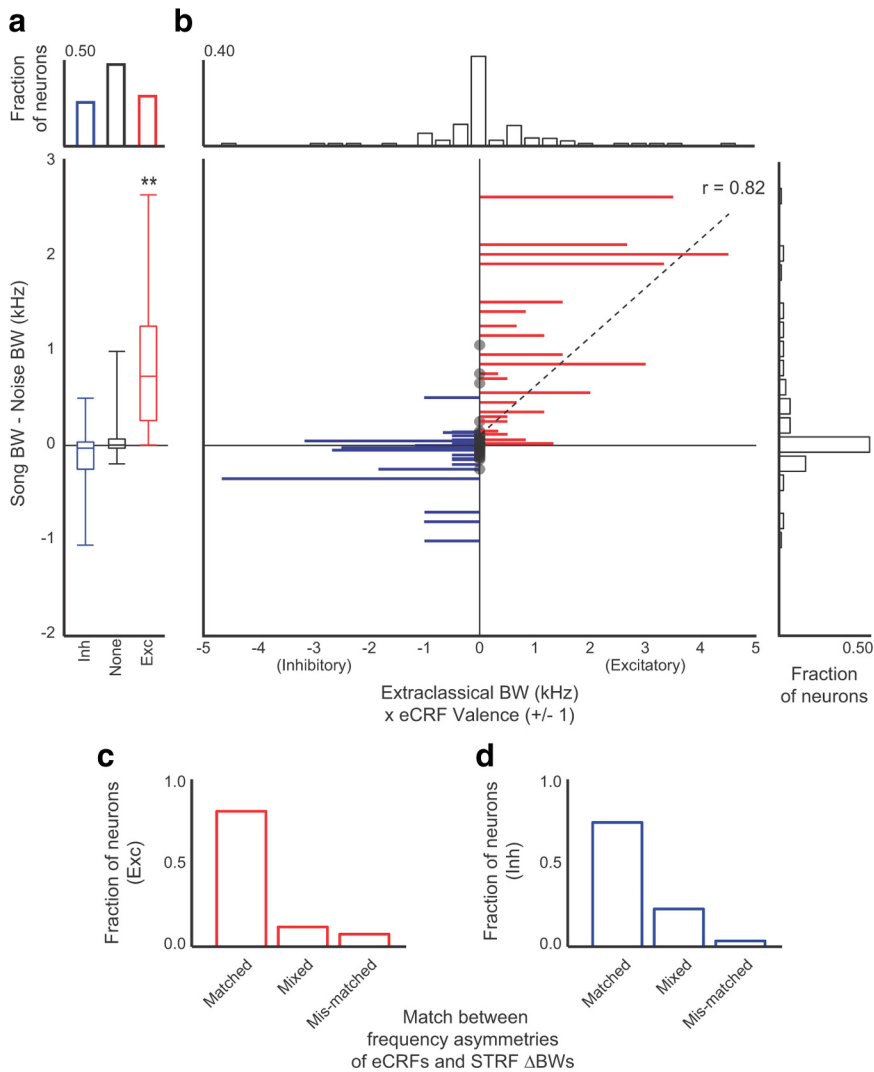 a
b
Fraction
of neurons
0.50
0.40
Song BW - Noise BW (kHz)
3
2
1
0
-1
-2
**
Inh
None
Exc
r = 0.82
-5
-4
-3
-2
-1
0
1
2
3
4
5
(Inhibitory)
(Excitatory)
Extraclassical BW (kHz)
x eCRF Valence (+/- 1)
0.50
Fraction
of neurons
c
Fraction of neurons
(Exc)
1.0
0.5
0.0
Matched
Mixed
Mis-matched
d
Fraction of neurons
(Inh)
1.0
0.5
0.0
Matched
Mixed
Mis-matched
Match between
frequency asymmetries
of eCRFs and STRF ΔBWs